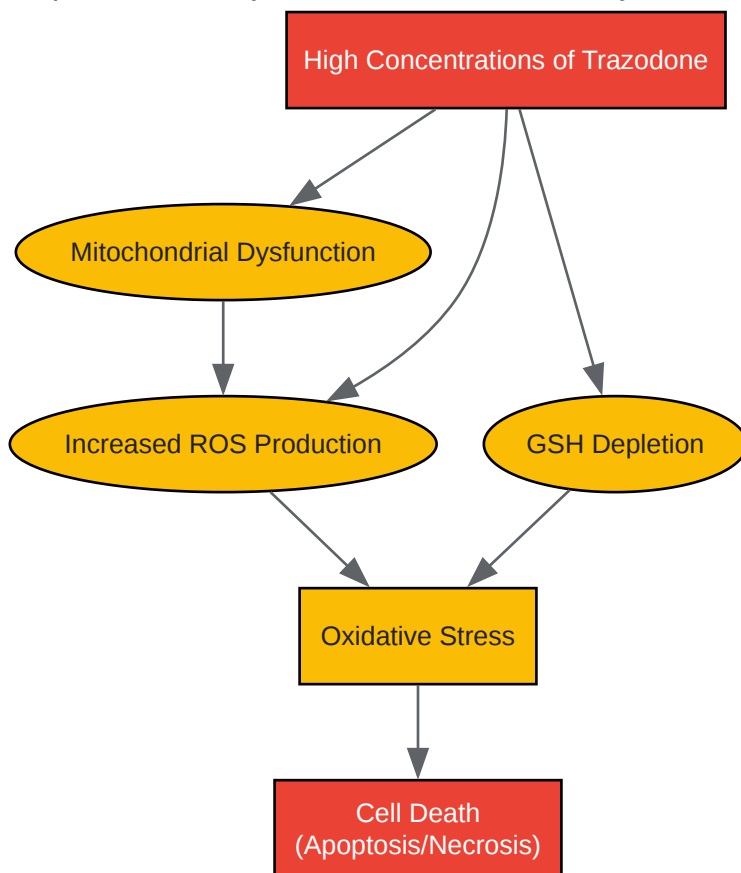 High Concentrations of Trazodone
Mitochondrial Dysfunction
Increased ROS Production
GSH Depletion
Oxidative Stress
Cell Death
(Apoptosis/Necrosis)